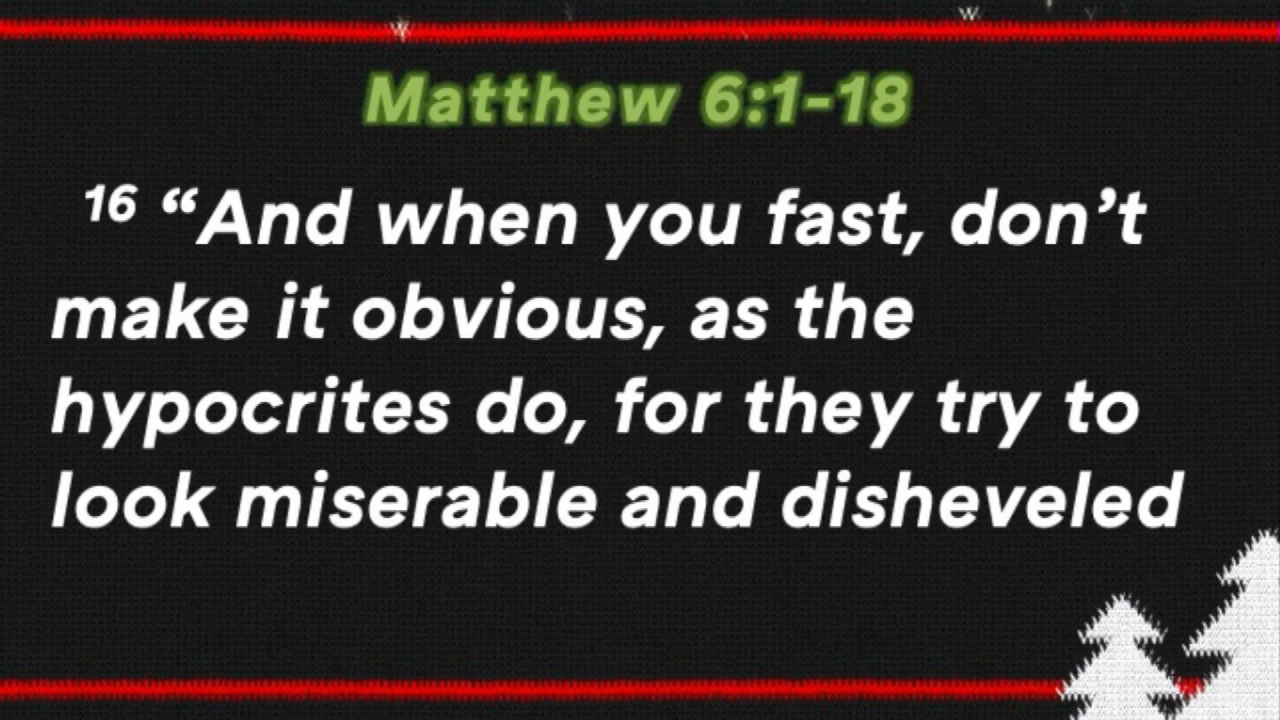 Matthew 6:1-18
16 “And when you fast, don’t
make it obvious, as the
hypocrites do, for they try to
look miserable and disheveled